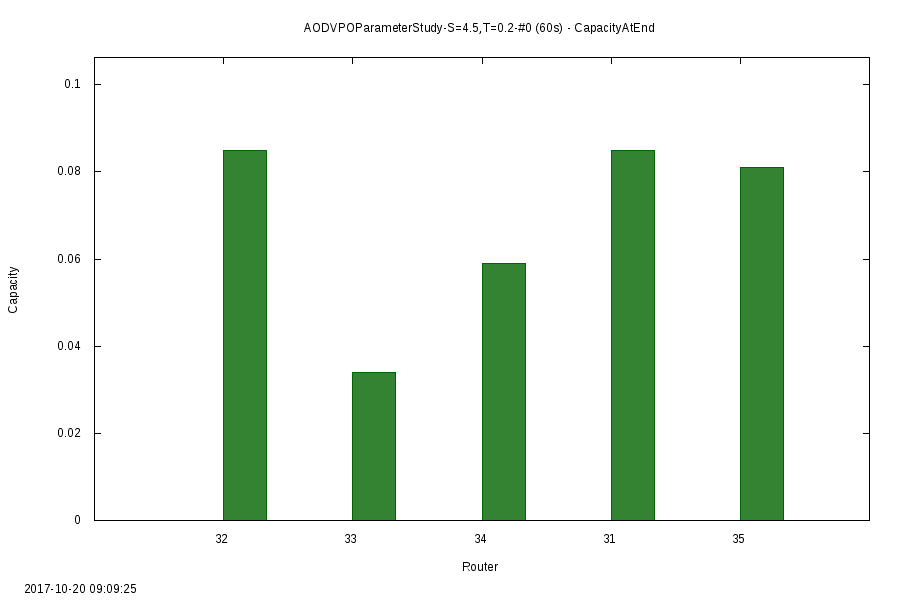 AODVPOParameterStudy-S=4.5,T=0.2-#0 (60s) - CapacityAtEnd
0.1
0.08
0.06
0.04
0.02
0
Capacity
32 33 34 31 35
Router
2017-10-20 09:09:25